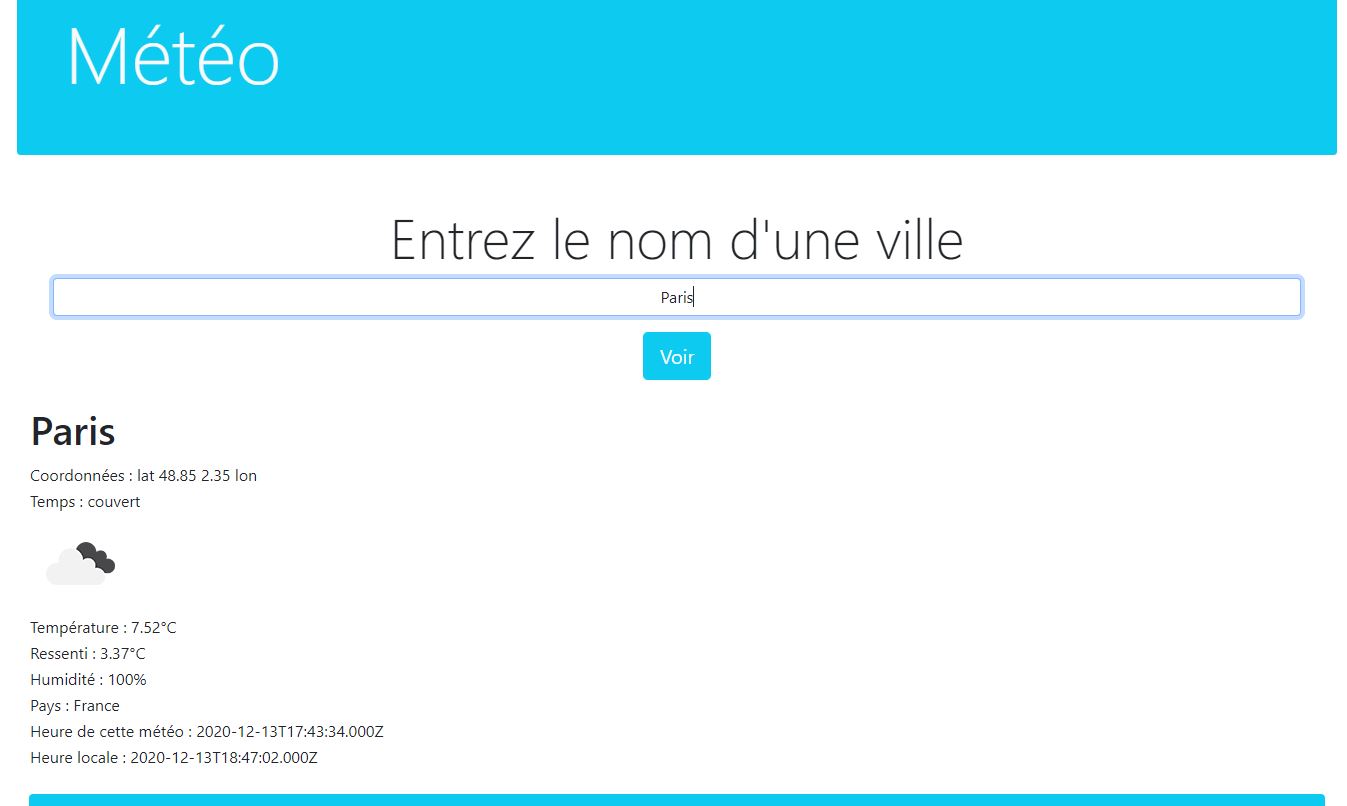 Météo
Entrez le nom d'une ville
Paris
Voir
Paris
Coordonnées : lat 48.85 2.35 lon
Temps : couvert
Température : 7.52°C
Ressenti : 3.37°C
Humidité : 100%
Pays : France
Heure de cette météo : 2020-12-13T17:43:34.000Z
Heure locale : 2020-12-13T18:47:02.000Z